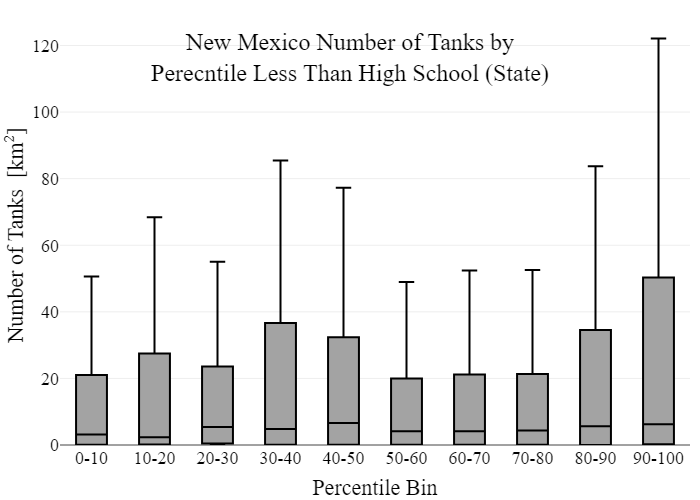 New Mexico Number of Tanks by
Perecntile Less Than High School (State)
Number of Tanks [km²]
120
100
80
60
40
20
0
0-10 10-20 20-30 30-40 40-50 50-60 60-70 70-80 80-90 90-100
Percentile Bin